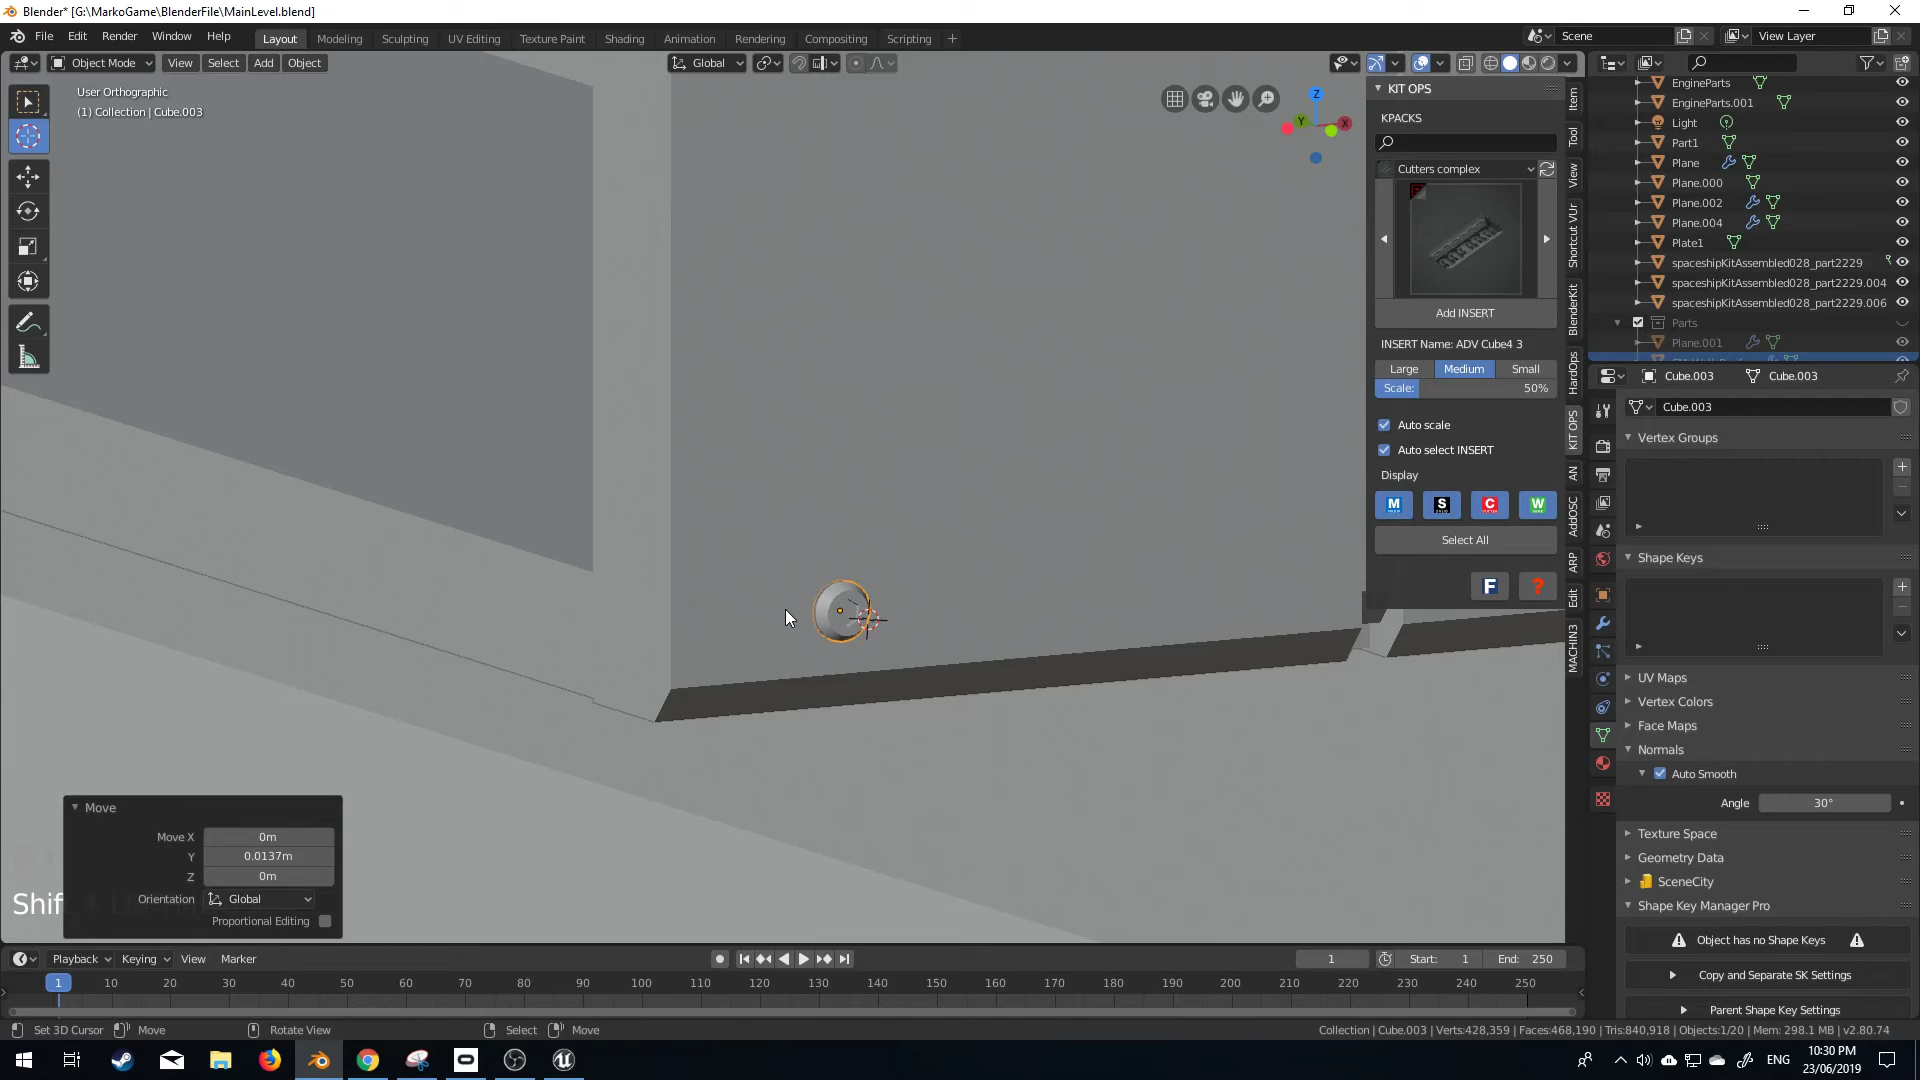 Blender* [G:\MarkoGame\BlenderFile\MainLevel.blend]
File Edit Render Window Help
Layout Modeling Sculpting UV Editing Texture Paint Shading Animation Rendering Compositing Scripting +
Scene View Layer
Object Mode View Select Add Object
Global
User Orthographic
(1) Collection | Cube.003
Z
Y X
KIT OPS
KPACKS
Cutters complex
Add INSERT
INSERT Name: ADV Cube4 3
Large Medium Small
Scale: 50%
Auto scale
Auto select INSERT
Display
M S C W
Select All
F ?
Item
Tool
View
Shortcut VUr
BlenderKit
HardOps
KIT OPS
AN
AddOSC
ARP
Edit
MACHIN3
EngineParts
EngineParts.001
Light
Part1
Plane
Plane.000
Plane.002
Plane.004
Plate1
spaceshipKitAssembled028_part2229
spaceshipKitAssembled028_part2229.004
spaceshipKitAssembled028_part2229.006
Parts
Plane.001
Cube.003 Cube.003
Cube.003
Vertex Groups
Shape Keys
UV Maps
Vertex Colors
Face Maps
Normals
Auto Smooth
Angle 30°
Texture Space
Geometry Data
SceneCity
Shape Key Manager Pro
Object has no Shape Keys
Copy and Separate SK Settings
Parent Shape Key Settings
Move
Move X 0m
Y 0.0137m
Z 0m
Orientation Global
Proportional Editing
Shif
Playback Keying View Marker
1 Start: 1 End: 250
1 10 20 30 40 50 60 70 80 90 100 110 120 130 140 150 160 170 180 190 200 210 220 230 240 250
Set 3D Cursor Move Rotate View Select Move
Collection | Cube.003 | Verts:428,359 | Faces:468,190 | Tris:840,918 | Objects:1/20 | Mem: 298.1 MB | v2.80.74
ENG
10:30 PM
23/06/2019